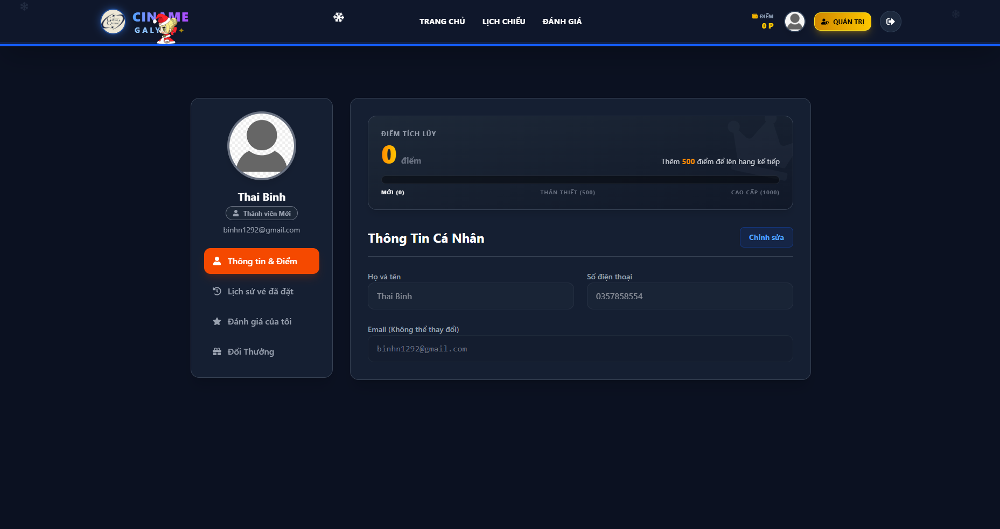 CINAME
GALY
TRANG CHỦ
LỊCH CHIẾU
ĐÁNH GIÁ
ĐIỂM
0 P
QUẢN TRỊ
Thai Binh
Thành viên Mới
binhn1292@gmail.com
Thông tin & Điểm
Lịch sử vé đã đặt
Đánh giá của tôi
Đổi Thưởng
ĐIỂM TÍCH LŨY
0 điểm
Thêm 500 điểm để lên hạng kế tiếp
MỚI (0)
THÂN THIẾT (500)
CAO CẤP (1000)
Thông Tin Cá Nhân
Chỉnh sửa
Họ và tên
Số điện thoại
Thai Binh
0357858554
Email (Không thể thay đổi)
binhn1292@gmail.com